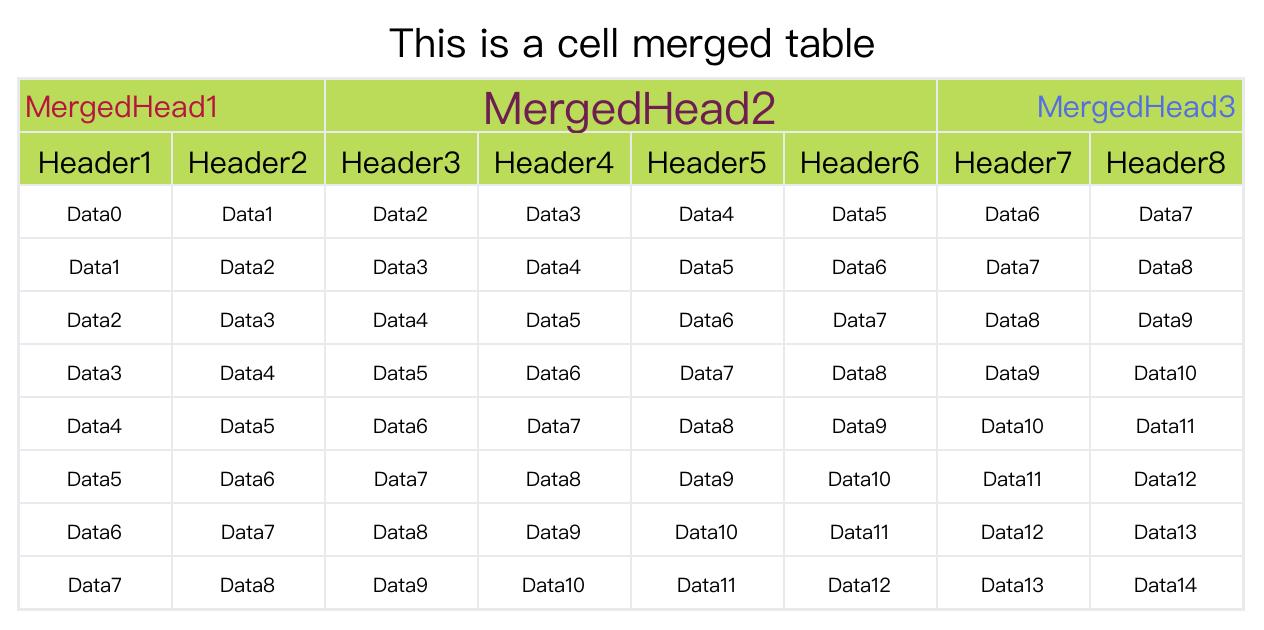 This is a cell merged table
MergedHead1 MergedHead2 MergedHead3
Header1 Header2 Header3 Header4 Header5 Header6 Header7 Header8
Data0 Data1 Data2 Data3 Data4 Data5 Data6 Data7
Data1 Data2 Data3 Data4 Data5 Data6 Data7 Data8
Data2 Data3 Data4 Data5 Data6 Data7 Data8 Data9
Data3 Data4 Data5 Data6 Data7 Data8 Data9 Data10
Data4 Data5 Data6 Data7 Data8 Data9 Data10 Data11
Data5 Data6 Data7 Data8 Data9 Data10 Data11 Data12
Data6 Data7 Data8 Data9 Data10 Data11 Data12 Data13
Data7 Data8 Data9 Data10 Data11 Data12 Data13 Data14